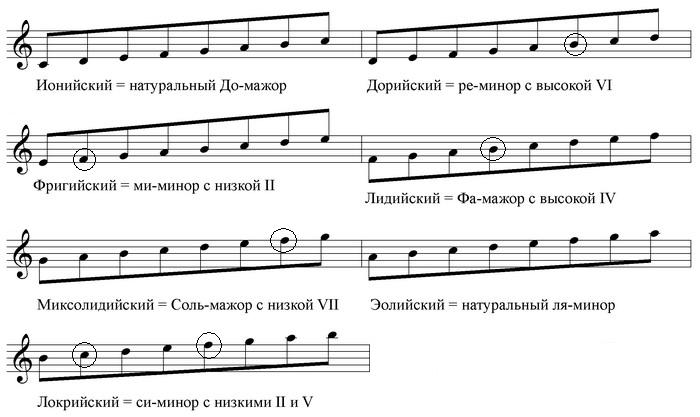 Ионийский = натуральный До-мажор
Дорийский = ре-минор с высокой VI
Фригийский = ми-минор с низкой II
Лидийский = Фа-мажор с высокой IV
Миксолидийский = Соль-мажор с низкой VII
Эолийский = натуральный ля-минор
Локрийский = си-минор с низкими II и V